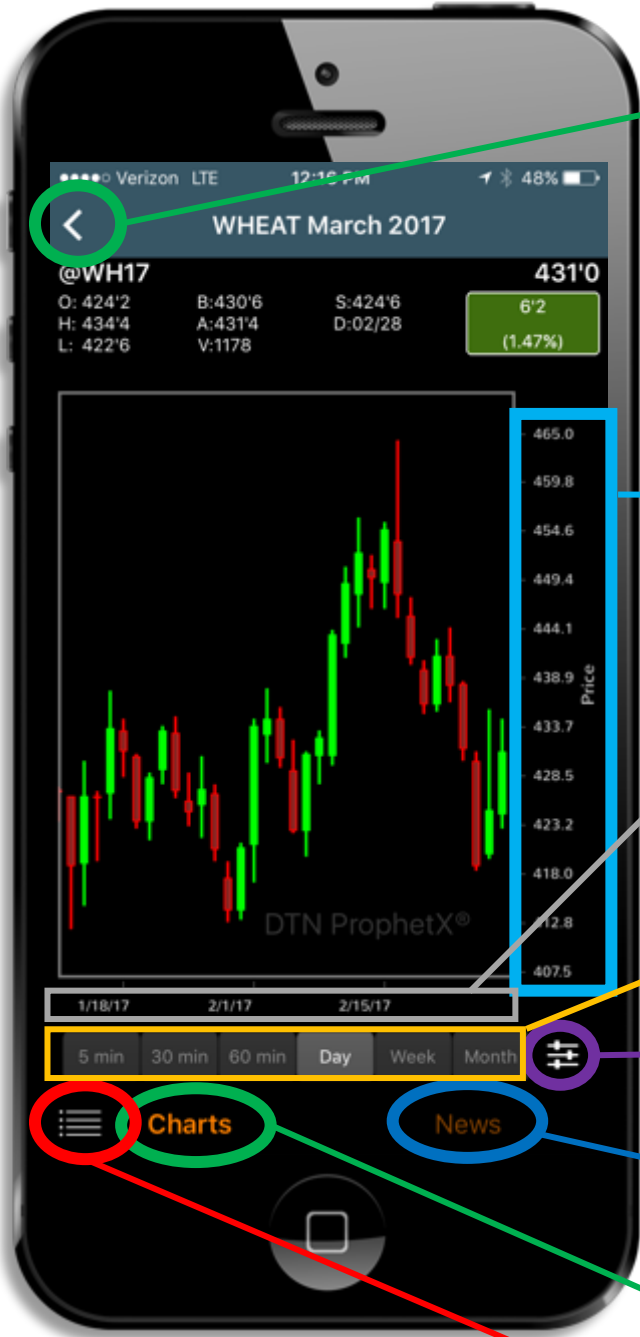 Verizon LTE 12:16 PM 48%
WHEAT March 2017
@WH17 431'0
O: 424'2 B:430'6 S:424'6 6'2
H: 434'4 A:431'4 D:02/28
L: 422'6 V:1178 (1.47%)
465.0
459.8
454.6
449.4
444.1
438.9
Price
433.7
428.5
423.2
418.0
DTN ProphetX®
412.8
407.5
1/18/17 2/1/17 2/15/17
5 min 30 min 60 min Day Week Month
Charts News